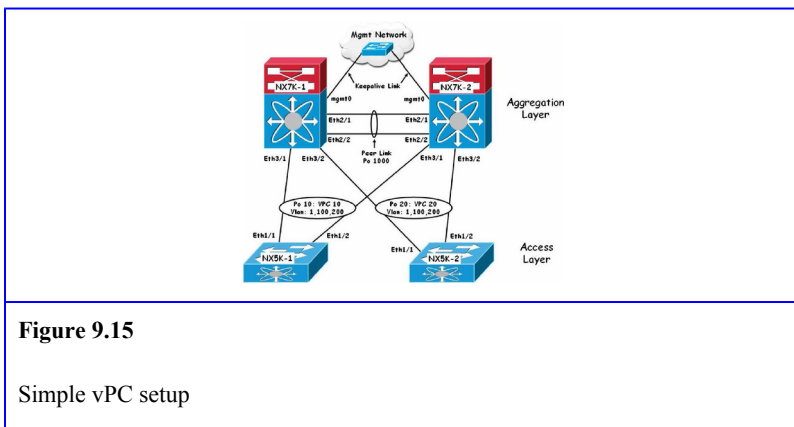 Mgmt Network
NX7K-1
Keepalive Link
NX7K-2
mgmt0
mgmt0
Aggregation
Layer
Eth2/1
Eth2/1
Eth2/2
Eth2/2
Peer Link
Po 1000
Eth3/1
Eth3/2
Eth3/1
Eth3/2
Po 10: VPC 10
Vlan: 1,100,200
Po 20: VPC 20
Vlan: 1,100,200
Eth1/1
Eth1/2
Eth1/1
Eth1/2
NX5K-1
NX5K-2
Access
Layer
Figure 9.15
Simple vPC setup